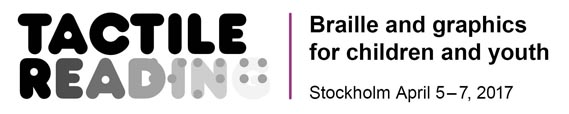 TACTILE
READING
Braille and graphics
for children and youth
Stockholm April 5–7, 2017